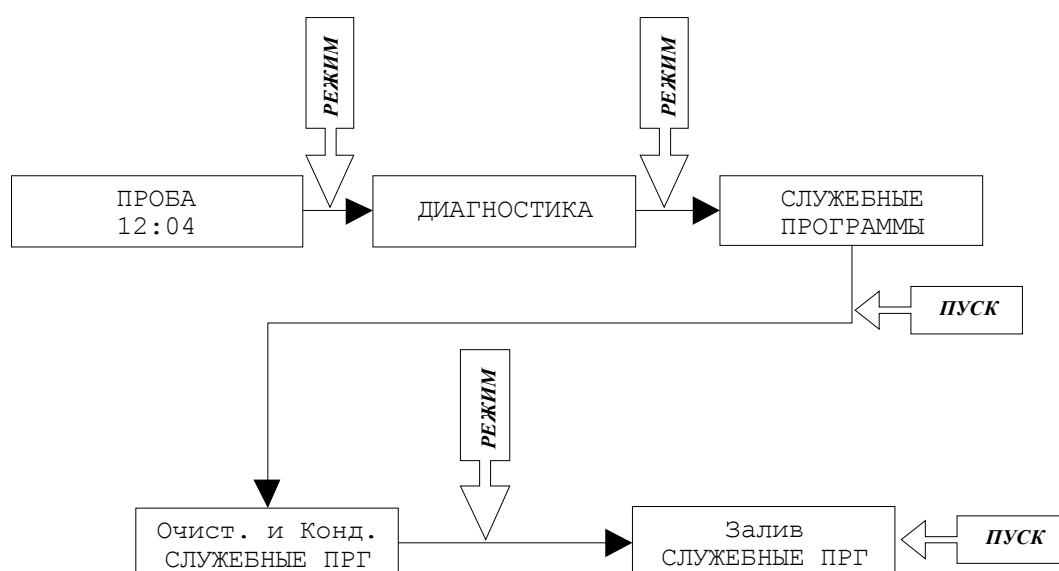 РЕЖИМ
РЕЖИМ
ПРОБА
12:04
ДИАГНОСТИКА
СЛУЖЕБНЫЕ
ПРОГРАММЫ
ПУСК
РЕЖИМ
Очист. и Конд.
СЛУЖЕБНЫЕ ПРГ
Залив
СЛУЖЕБНЫЕ ПРГ
ПУСК